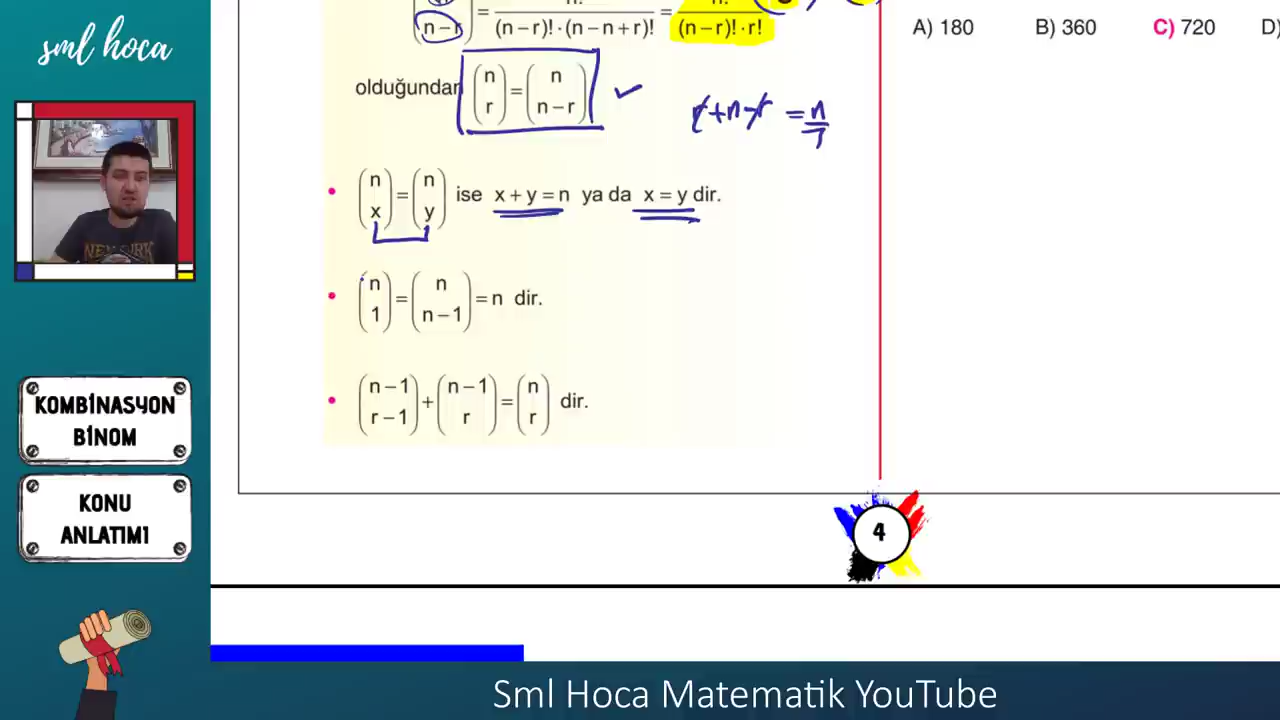 sml hoca
(n−r) = (n−r)!·(n−n+r)! = (n−r)!·r!
A) 180 B) 360 C) 720 D)
olduğundan (n r) = (n n−r) ✓
r+n−r = n
(n x) = (n y) ise x+y=n ya da x=y dir.
NEW
(n 1) = (n n−1) = n dir.
(n−1 r−1) + (n−1 r) = (n r) dir.
KOMBİNASYON
BİNOM
KONU
ANLATIMI
4
Sml Hoca Matematik YouTube